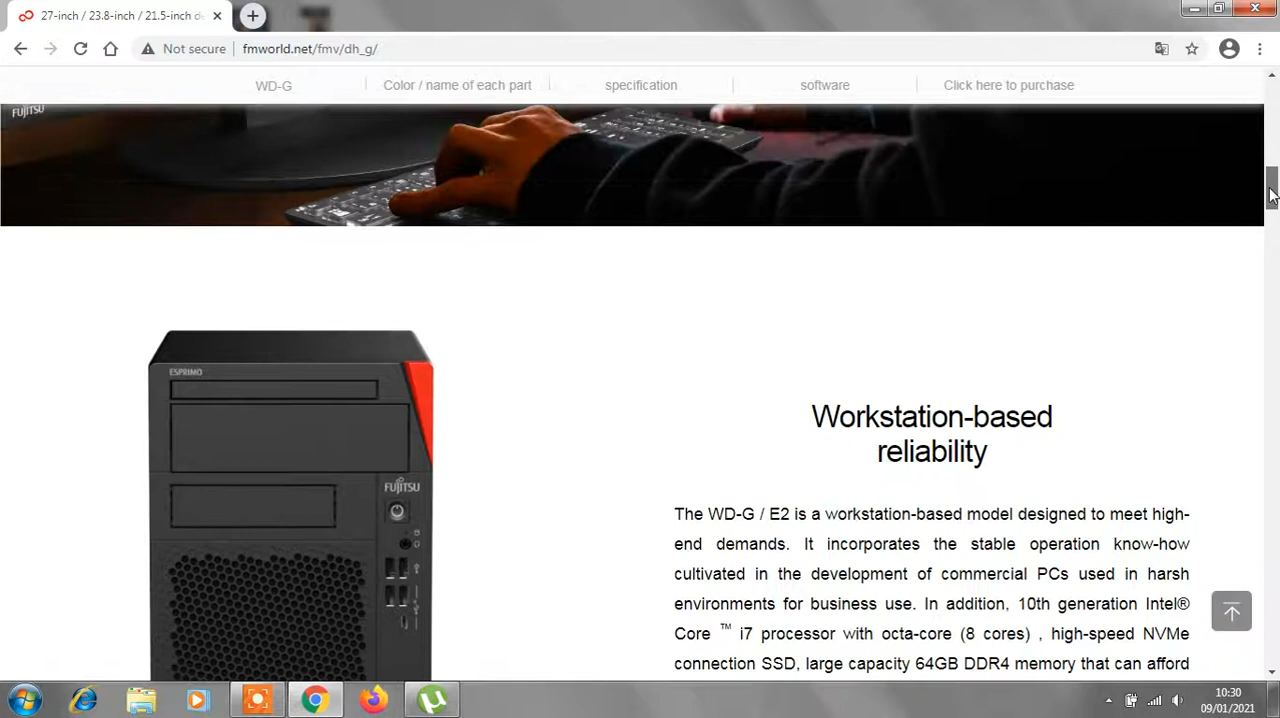 27-inch / 23.8-inch / 21.5-inch de
Not secure
fmworld.net/fmv/dh_g/
WD-G
Color / name of each part
specification
software
Click here to purchase
FUJITSU
ESPRIMO
FUJITSU
Workstation-based
reliability
The WD-G / E2 is a workstation-based model designed to meet high-
end demands. It incorporates the stable operation know-how
cultivated in the development of commercial PCs used in harsh
environments for business use. In addition, 10th generation Intel®
Core ™ i7 processor with octa-core (8 cores) , high-speed NVMe
connection SSD, large capacity 64GB DDR4 memory that can afford
10:30
09/01/2021